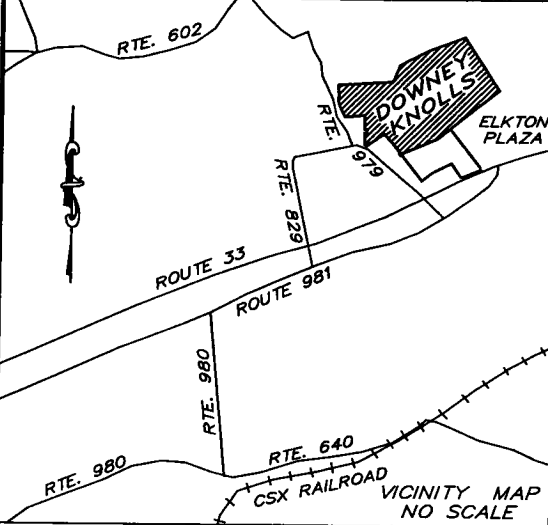 RTE. 602
DOWNEY
KNOLLS
ELKTON
PLAZA
RTE. 979
RTE. 829
ROUTE 33
ROUTE 981
RTE. 980
RTE. 640
RTE. 980
CSX RAILROAD
VICINITY MAP
NO SCALE